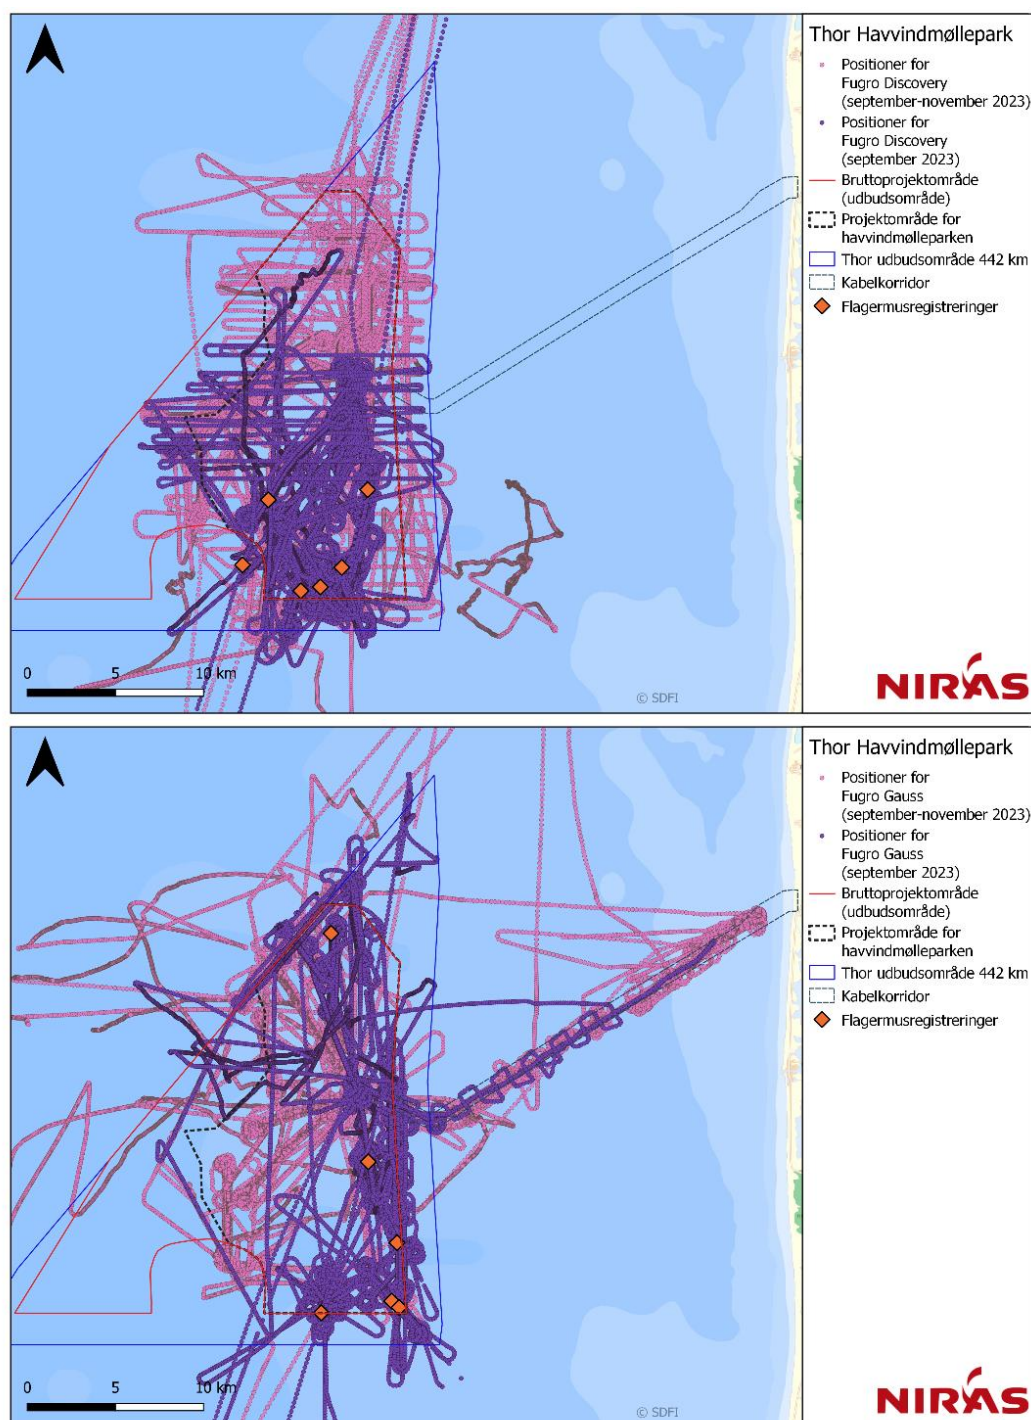 Thor Havvindmøllepark
Positioner for
Fugro Discovery
(september-november 2023)
Positioner for
Fugro Discovery
(september 2023)
Bruttoprojektområde
(udbudsområde)
Projektområde for
havvindmølleparken
Thor udbudsområde 442 km
Kabelkorridor
Flagermusregistreringer
0 5 10 km
© SDFI
NIRAS
Thor Havvindmøllepark
Positioner for
Fugro Gauss
(september-november 2023)
Positioner for
Fugro Gauss
(september 2023)
Bruttoprojektområde
(udbudsområde)
Projektområde for
havvindmølleparken
Thor udbudsområde 442 km
Kabelkorridor
Flagermusregistreringer
0 5 10 km
© SDFI
NIRAS